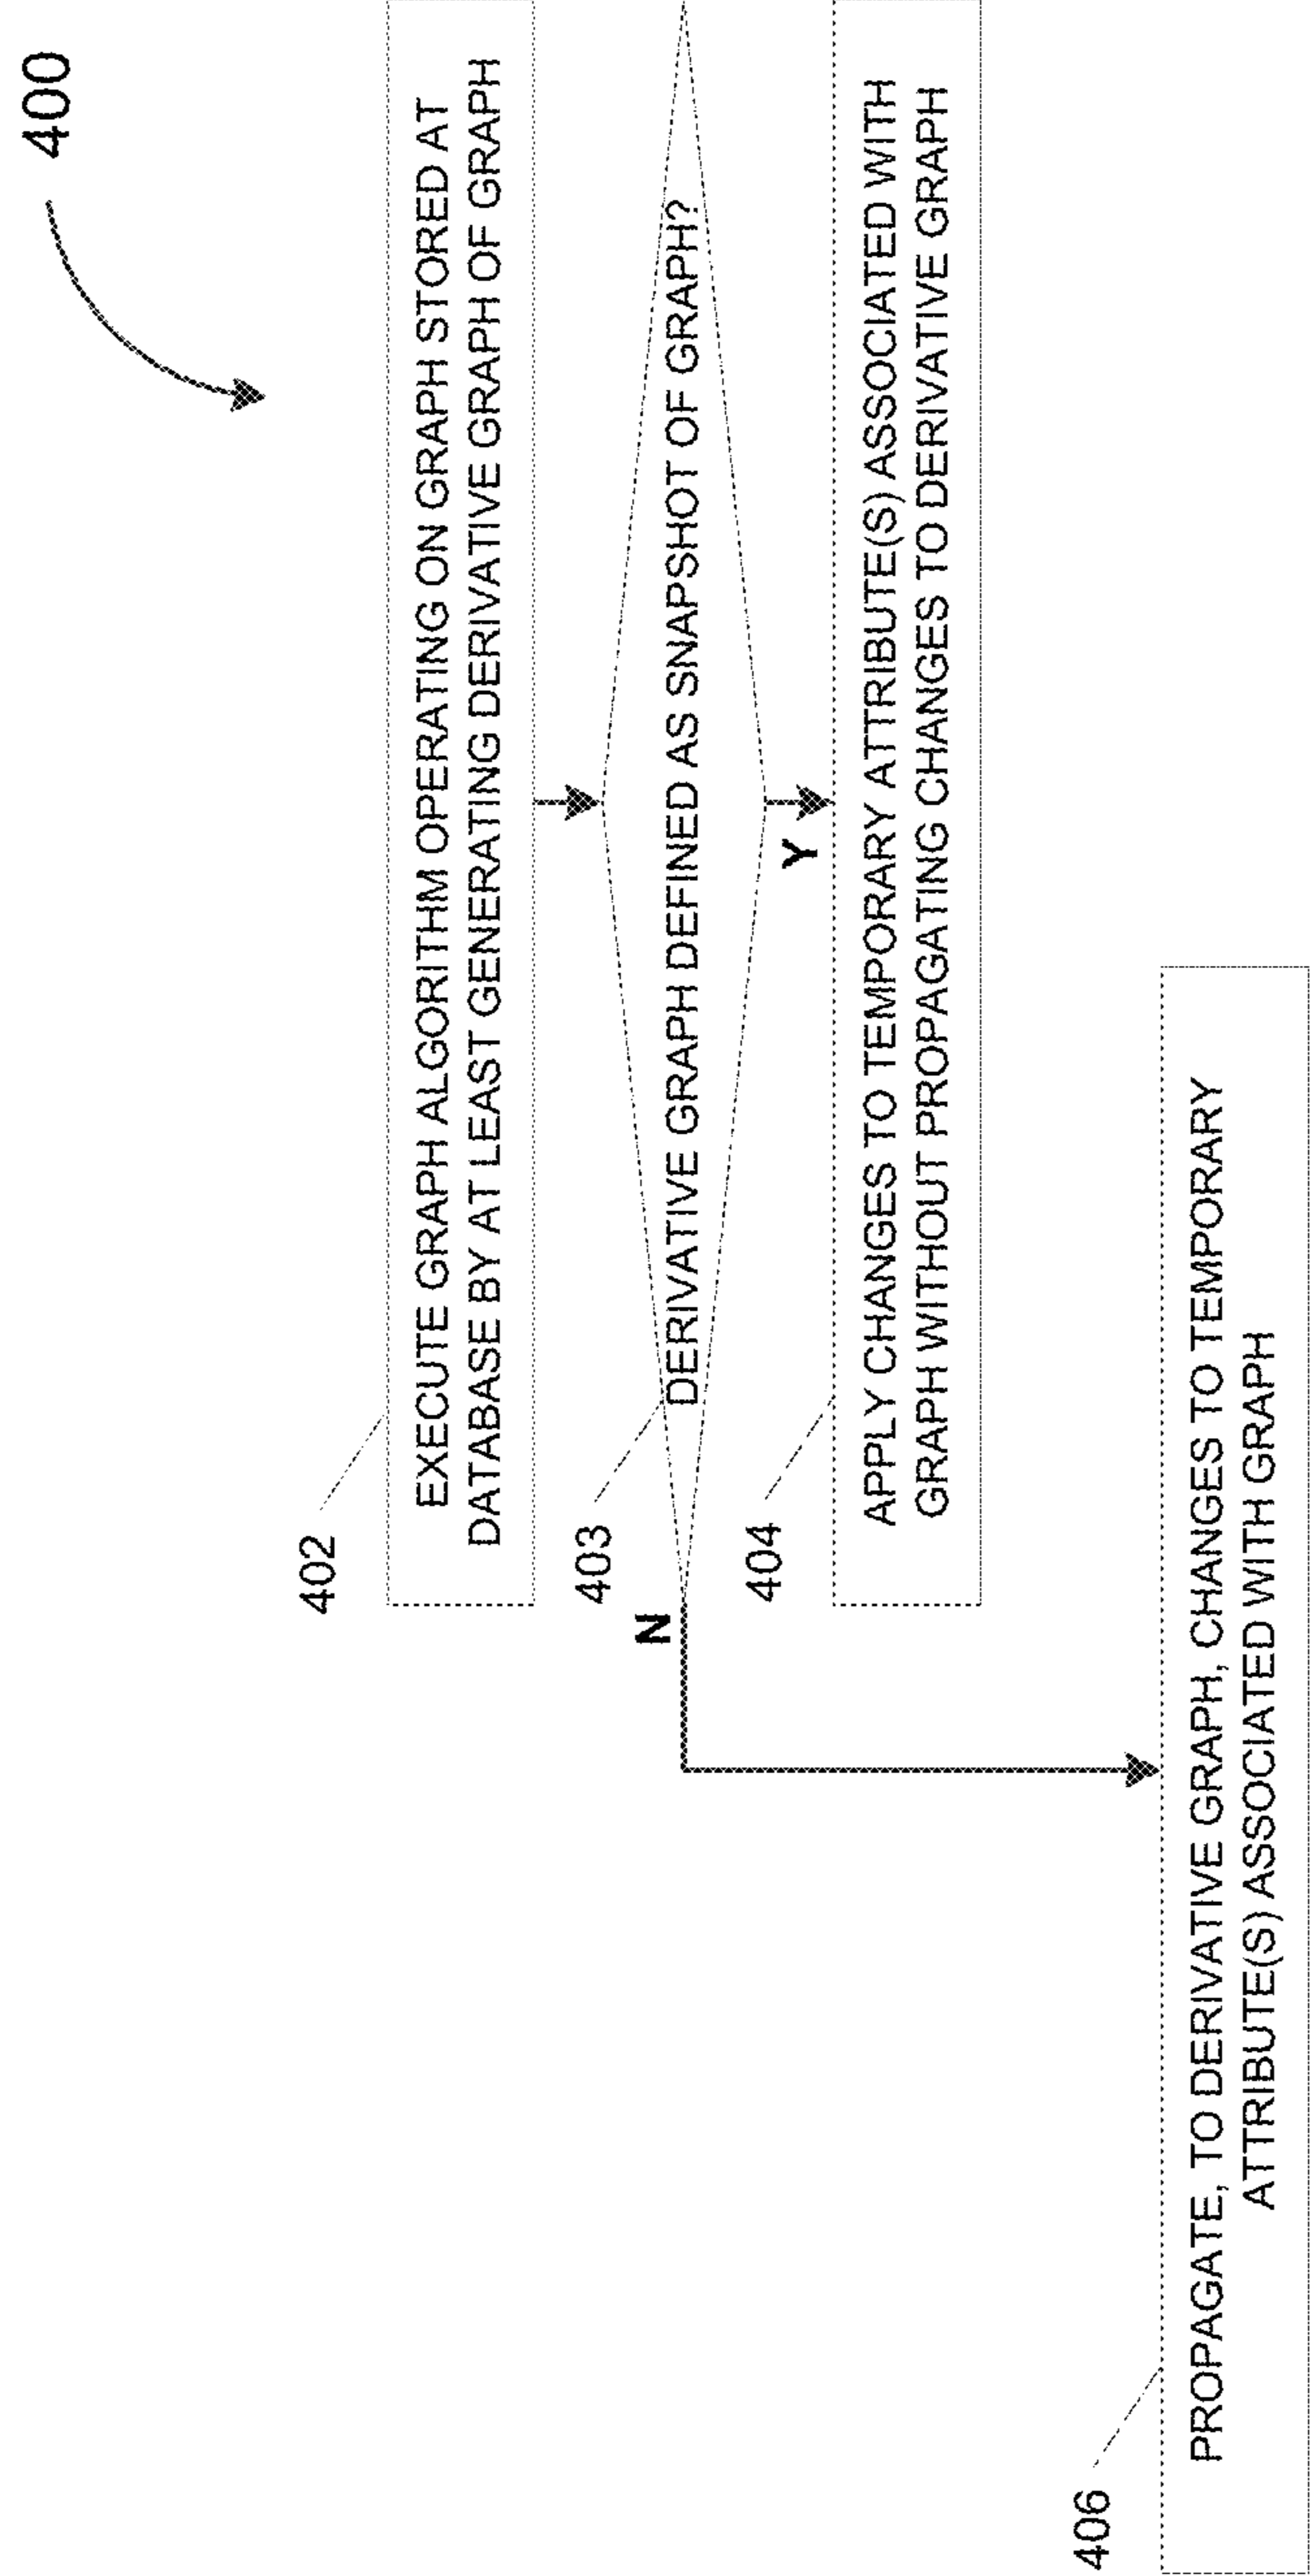 400
402
EXECUTE GRAPH ALGORITHM OPERATING ON GRAPH STORED AT
DATABASE BY AT LEAST GENERATING DERIVATIVE GRAPH OF GRAPH
403
DERIVATIVE GRAPH DEFINED AS SNAPSHOT OF GRAPH?
N
Y
404
APPLY CHANGES TO TEMPORARY ATTRIBUTE(S) ASSOCIATED WITH
GRAPH WITHOUT PROPAGATING CHANGES TO DERIVATIVE GRAPH
406
PROPAGATE, TO DERIVATIVE GRAPH, CHANGES TO TEMPORARY
ATTRIBUTE(S) ASSOCIATED WITH GRAPH